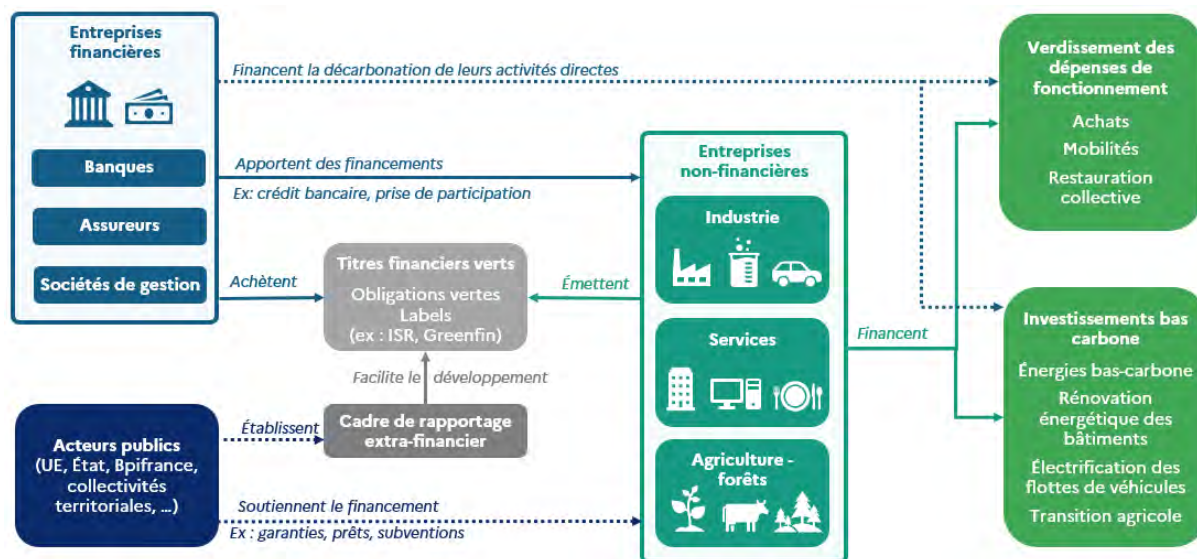 Entreprises
financières
Banques
Assureurs
Sociétés de gestion
Financent la décarbonation de leurs activités directes
Apportent des financements
Ex: crédit bancaire, prise de participation
Achètent
Titres financiers verts
Obligations vertes
Labels
(ex : ISR, Greenfin)
Émettent
Facilite le développement
Cadre de rapportage
extra-financier
Établissent
Acteurs publics
(UE, État, Bpifrance,
collectivités
territoriales, ...)
Soutiennent le financement
Ex : garanties, prêts, subventions
Entreprises
non-financières
Industrie
Services
Agriculture -
forêts
Financent
Verdissement des
dépenses de
fonctionnement
Achats
Mobilités
Restauration
collective
Investissements bas
carbone
Énergies bas-carbone
Rénovation
énergétique des
bâtiments
Électrification des
flottes de véhicules
Transition agricole